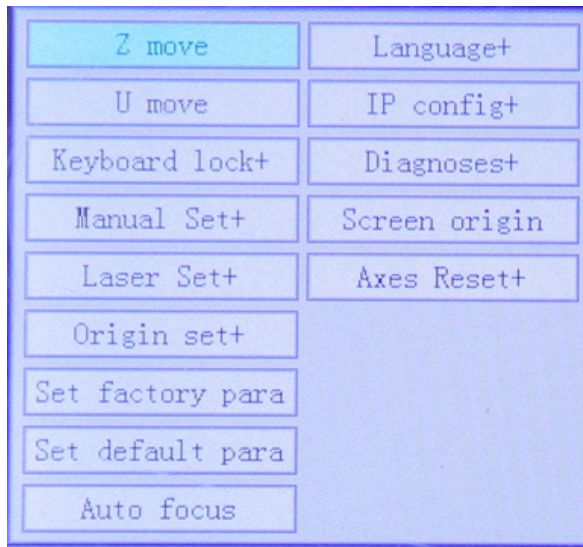 Z move
U move
Keyboard lock+
Manual Set+
Laser Set+
Origin set+
Set factory para
Set default para
Auto focus
Language+
IP config+
Diagnoses+
Screen origin
Axes Reset+